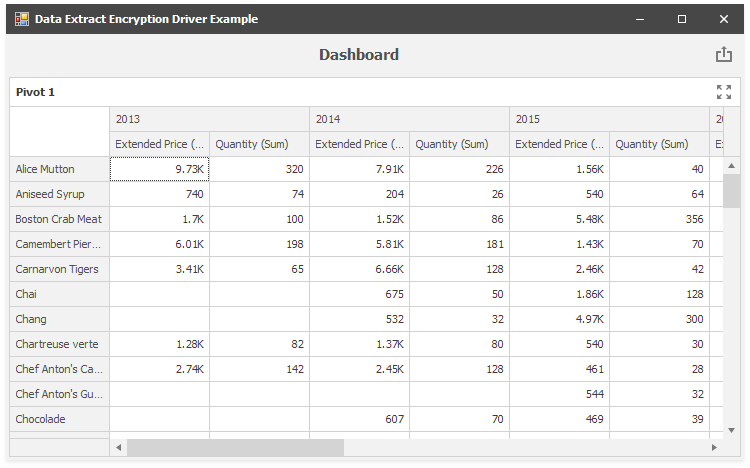 Data Extract Encryption Driver Example
Dashboard
Pivot 1
2013 2014 2015 20
Extended Price (... Quantity (Sum) Extended Price (... Quantity (Sum) Extended Price (... Quantity (Sum)
Alice Mutton 9.73K 320 7.91K 226 1.56K 40
Aniseed Syrup 740 74 204 26 540 64
Boston Crab Meat 1.7K 100 1.52K 86 5.48K 356
Camembert Pier... 6.01K 198 5.81K 181 1.43K 70
Carnarvon Tigers 3.41K 65 6.66K 128 2.46K 42
Chai 675 50 1.86K 128
Chang 532 32 4.97K 300
Chartreuse verte 1.28K 82 1.37K 80 540 30
Chef Anton's Ca... 2.74K 142 2.45K 128 461 28
Chef Anton's Gu... 544 32
Chocolade 607 70 469 39